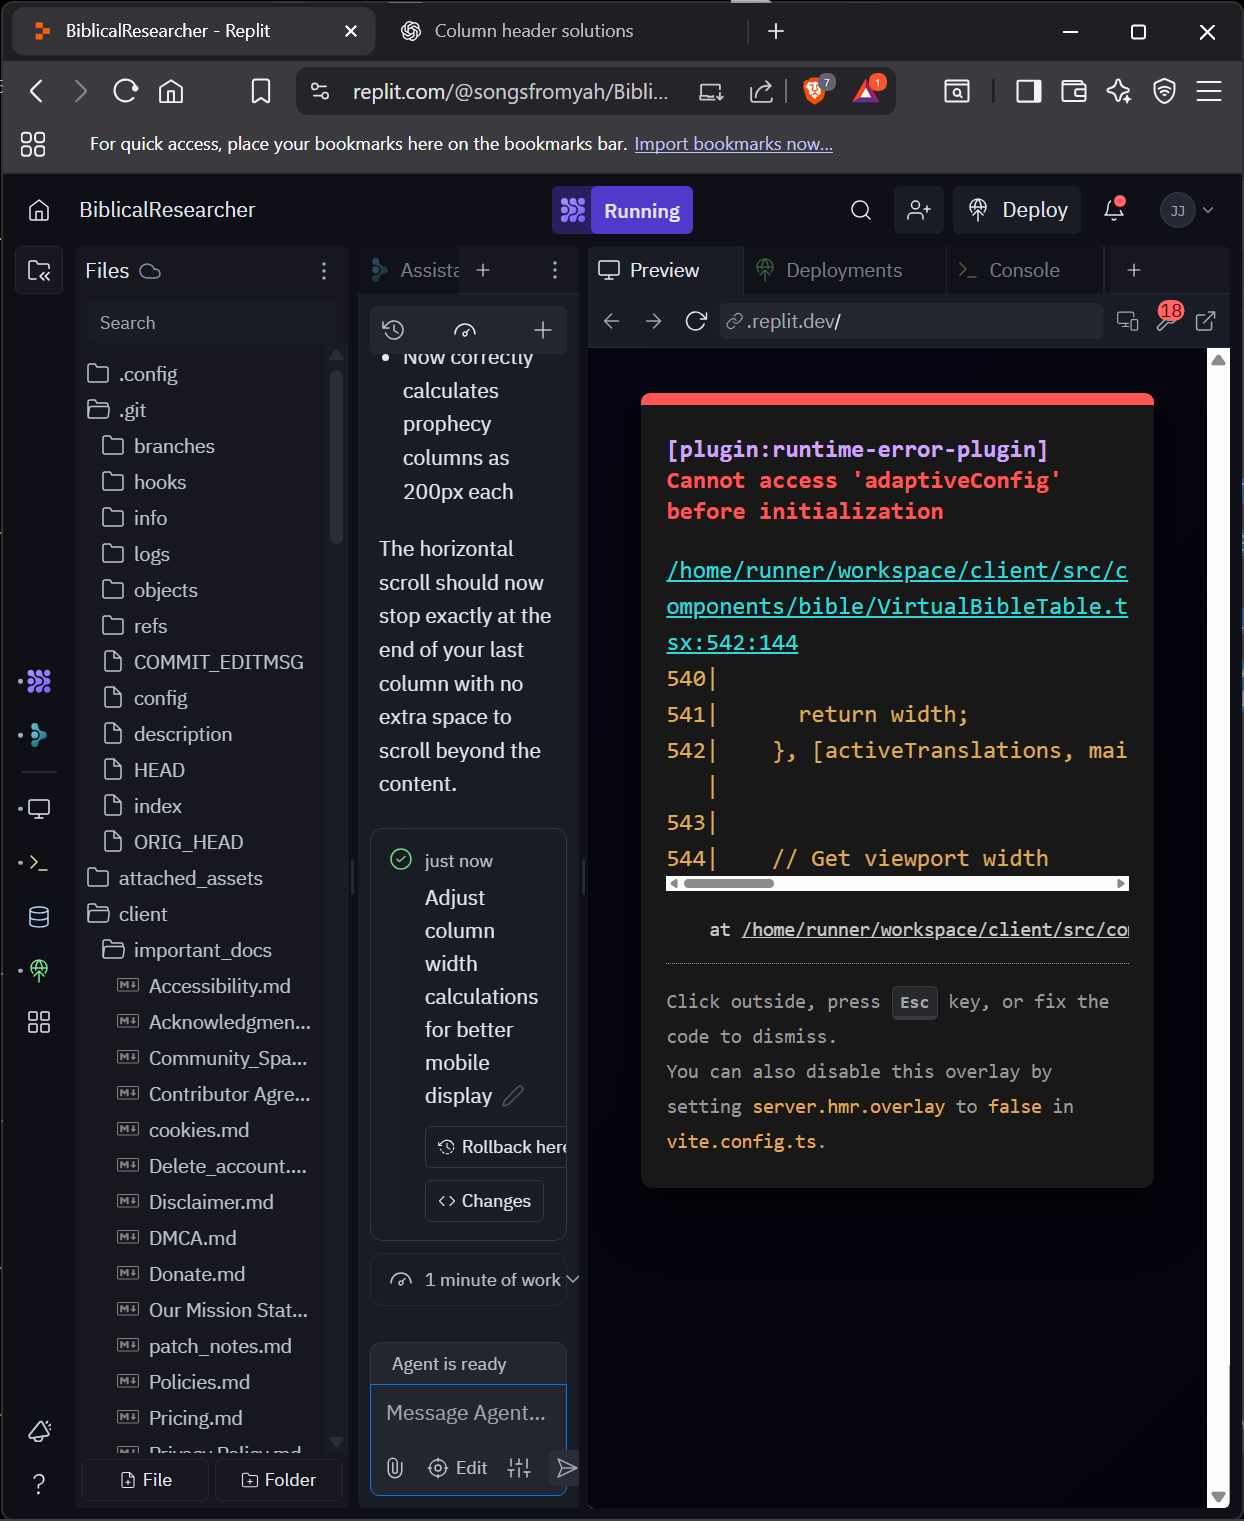 BiblicalResearcher - Replit
Column header solutions
replit.com/@songsfromyah/Bibli...
7
1
For quick access, place your bookmarks here on the bookmarks bar. Import bookmarks now...
BiblicalResearcher
Running
Deploy
JJ
Files
Search
.config
.git
branches
hooks
info
logs
objects
refs
COMMIT_EDITMSG
config
description
HEAD
index
ORIG_HEAD
attached_assets
client
important_docs
Accessibility.md
Acknowledgmen...
Community_Spa...
Contributor Agre...
cookies.md
Delete_account....
Disclaimer.md
DMCA.md
Donate.md
Our Mission Stat...
patch_notes.md
Policies.md
Pricing.md
Privacy Policy.md
File
Folder
Assista
• Now correctly
calculates
prophecy
columns as
200px each
The horizontal
scroll should now
stop exactly at the
end of your last
column with no
extra space to
scroll beyond the
content.
just now
Adjust
column
width
calculations
for better
mobile
display
Rollback here
Changes
1 minute of work
Agent is ready
Message Agent...
Edit
Preview
Deployments
Console
.replit.dev/
18
[plugin:runtime-error-plugin]
Cannot access 'adaptiveConfig'
before initialization
/home/runner/workspace/client/src/c
omponents/bible/VirtualBibleTable.t
sx:542:144
540|
541|      return width;
542|    }, [activeTranslations, mai
|
543|
544|    // Get viewport width
at /home/runner/workspace/client/src/co
Click outside, press Esc key, or fix the
code to dismiss.
You can also disable this overlay by
setting server.hmr.overlay to false in
vite.config.ts.